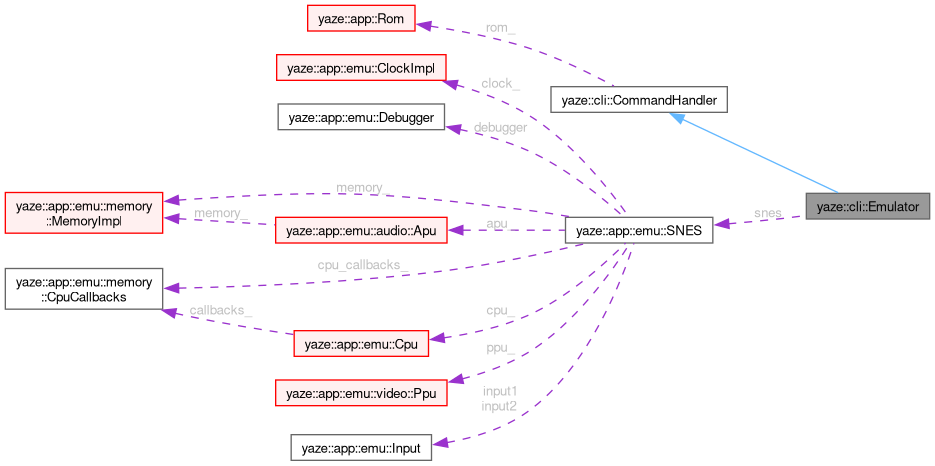 yaze::app::Rom
rom_
yaze::app::emu::ClockImpl
clock_
yaze::cli::CommandHandler
yaze::app::emu::Debugger
debugger
yaze::app::emu::memory
::MemoryImpl
memory_
memory_
yaze::app::emu::audio::Apu
apu_
yaze::app::emu::SNES
snes
yaze::cli::Emulator
yaze::app::emu::memory
::CpuCallbacks
cpu_callbacks_
callbacks_
yaze::app::emu::Cpu
cpu_
yaze::app::emu::video::Ppu
ppu_
input1
input2
yaze::app::emu::Input